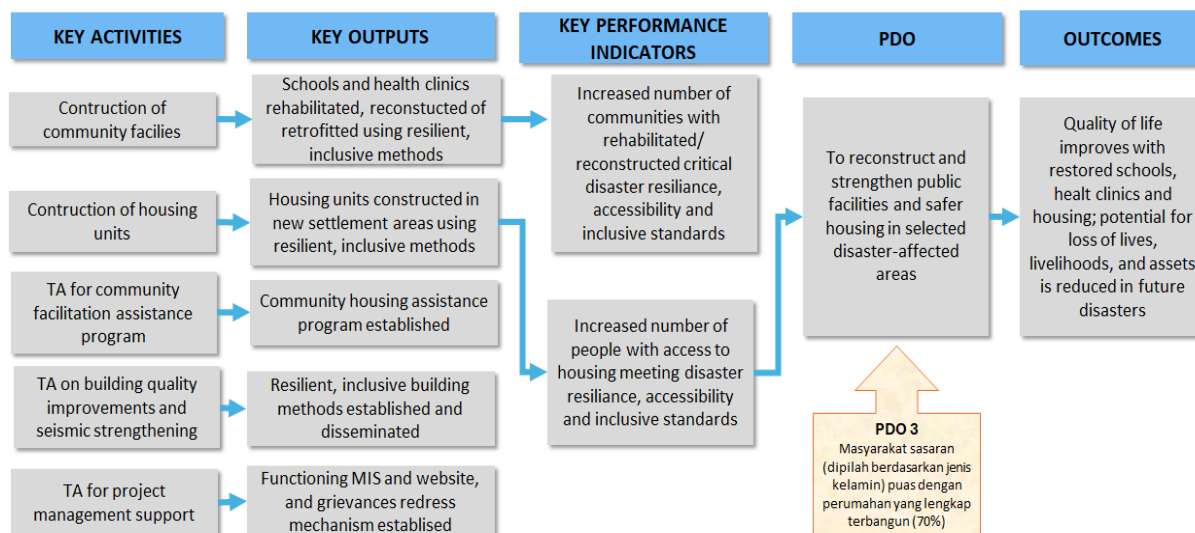 KEY ACTIVITIES
KEY OUTPUTS
KEY PERFORMANCE
INDICATORS
PDO
OUTCOMES
Contruction of
community facilies
Schools and health clinics
rehabilitated, reconstucted of
retrofitted using resilient,
inclusive methods
Increased number of
communities with
rehabilitated/
reconstructed critical
disaster resiliance,
accessibility and
inclusive standards
To reconstruct and
strengthen public
facilities and safer
housing in selected
disaster-affected
areas
Quality of life
improves with
restored schools,
healt clinics and
housing; potential for
loss of lives,
livelihoods, and assets
is reduced in future
disasters
Contruction of housing
units
Housing units constructed in
new settlement areas using
resilient, inclusive methods
TA for community
facilitation assistance
program
Community housing assistance
program established
Increased number of
people with access to
housing meeting disaster
resiliance, accessibility
and inclusive standards
TA on building quality
improvements and
seismic strengthening
Resilient, inclusive building
methods established and
disseminated
TA for project
management support
Functioning MIS and website,
and grievances redress
mechanism establised
PDO 3
Masyarakat sasaran
(dipilah berdasarkan jenis
kelamin) puas dengan
perumahan yang lengkap
terbangun (70%)